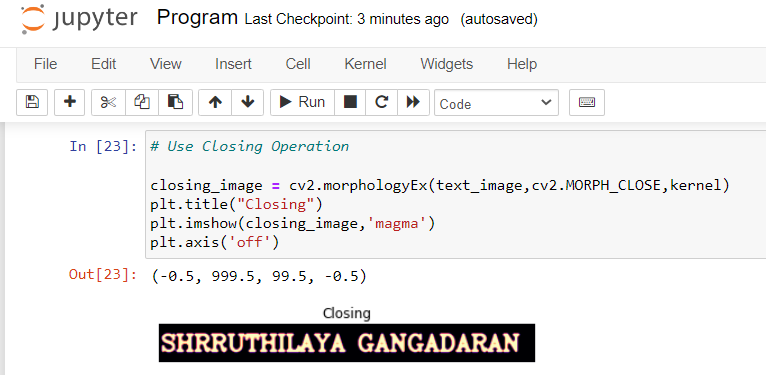 jupyter Program Last Checkpoint: 3 minutes ago (autosaved)
File Edit View Insert Cell Kernel Widgets Help
Run Code
In [23]: # Use Closing Operation
closing_image = cv2.morphologyEx(text_image,cv2.MORPH_CLOSE,kernel)
plt.title("Closing")
plt.imshow(closing_image,'magma')
plt.axis('off')
Out[23]: (-0.5, 999.5, 99.5, -0.5)
Closing
SHRRUTHILAYA GANGADARAN